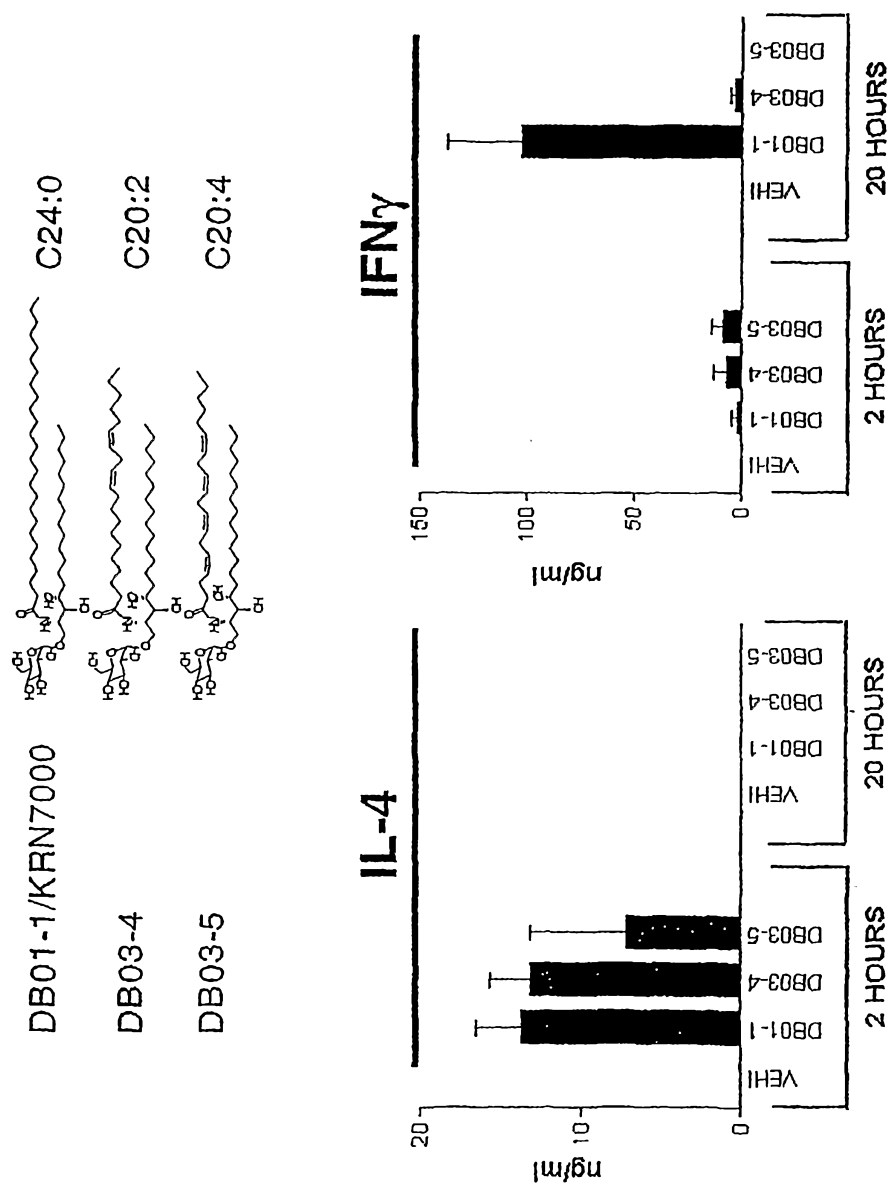 DB01-1/KRN7000
C24:0
DB03-4
C20:2
DB03-5
C20:4
IL-4
ng/ml
20
10
0
VEHI
DB01-1
DB03-4
DB03-5
2 HOURS
VEHI
DB01-1
DB03-4
DB03-5
20 HOURS
IFNγ
ng/ml
150
100
50
0
VEHI
DB01-1
DB03-4
DB03-5
2 HOURS
VEHI
DB01-1
DB03-4
DB03-5
20 HOURS